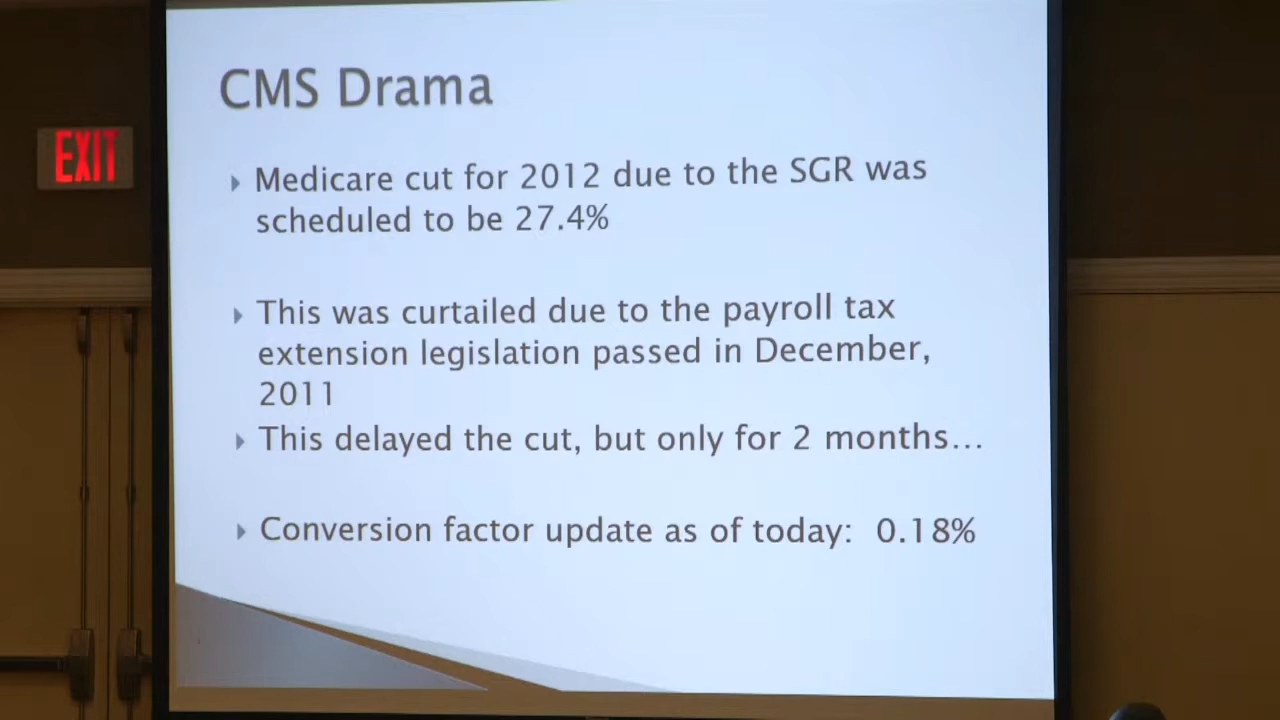 CMS Drama
EXIT
Medicare cut for 2012 due to the SGR was
scheduled to be 27.4%
This was curtailed due to the payroll tax
extension legislation passed in December,
2011
This delayed the cut, but only for 2 months…
Conversion factor update as of today: 0.18%